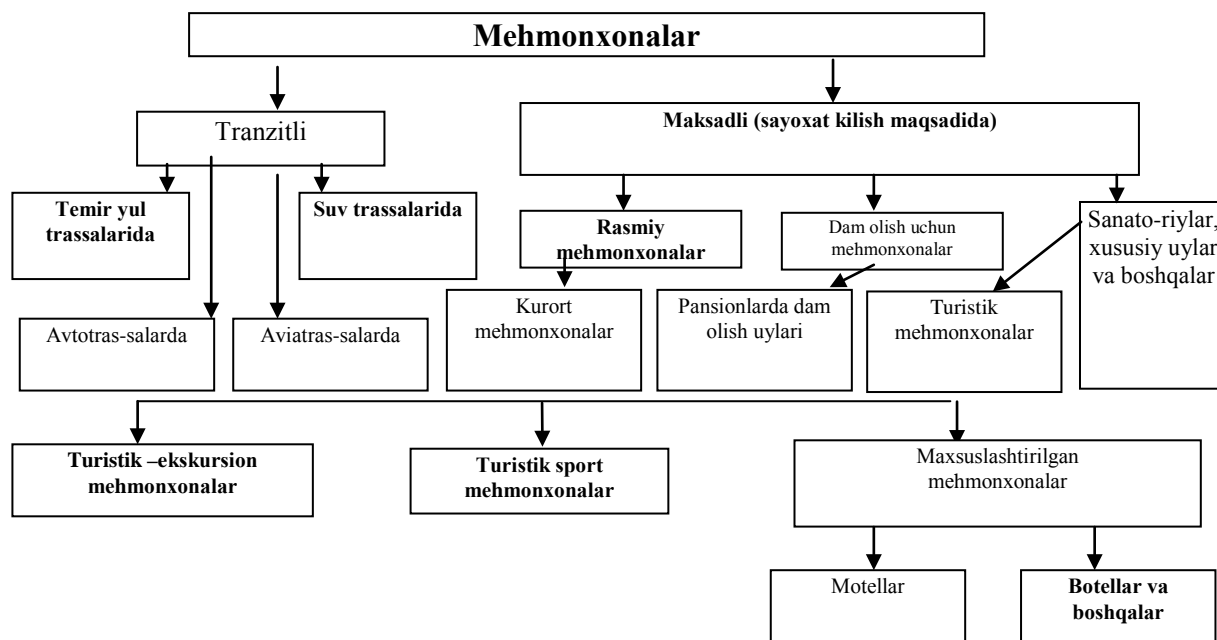 Mehmonxonalar
Tranzitli
Maksadli (sayoxat kilish maqsadida)
Temir yul
trassalarida
Suv trassalarida
Rasmiy
mehmonxonalar
Dam olish uchun
mehmonxonalar
Sanato-riylar,
xususiy uylar
va boshqalar
Avtotras-salarda
Aviatras-salarda
Kurort
mehmonxonalar
Pansionlarda dam
olish uylari
Turistik
mehmonxonalar
Turistik –ekskursion
mehmonxonalar
Turistik sport
mehmonxonalar
Maxsuslashtirilgan
mehmonxonalar
Motellar
Botellar va
boshqalar